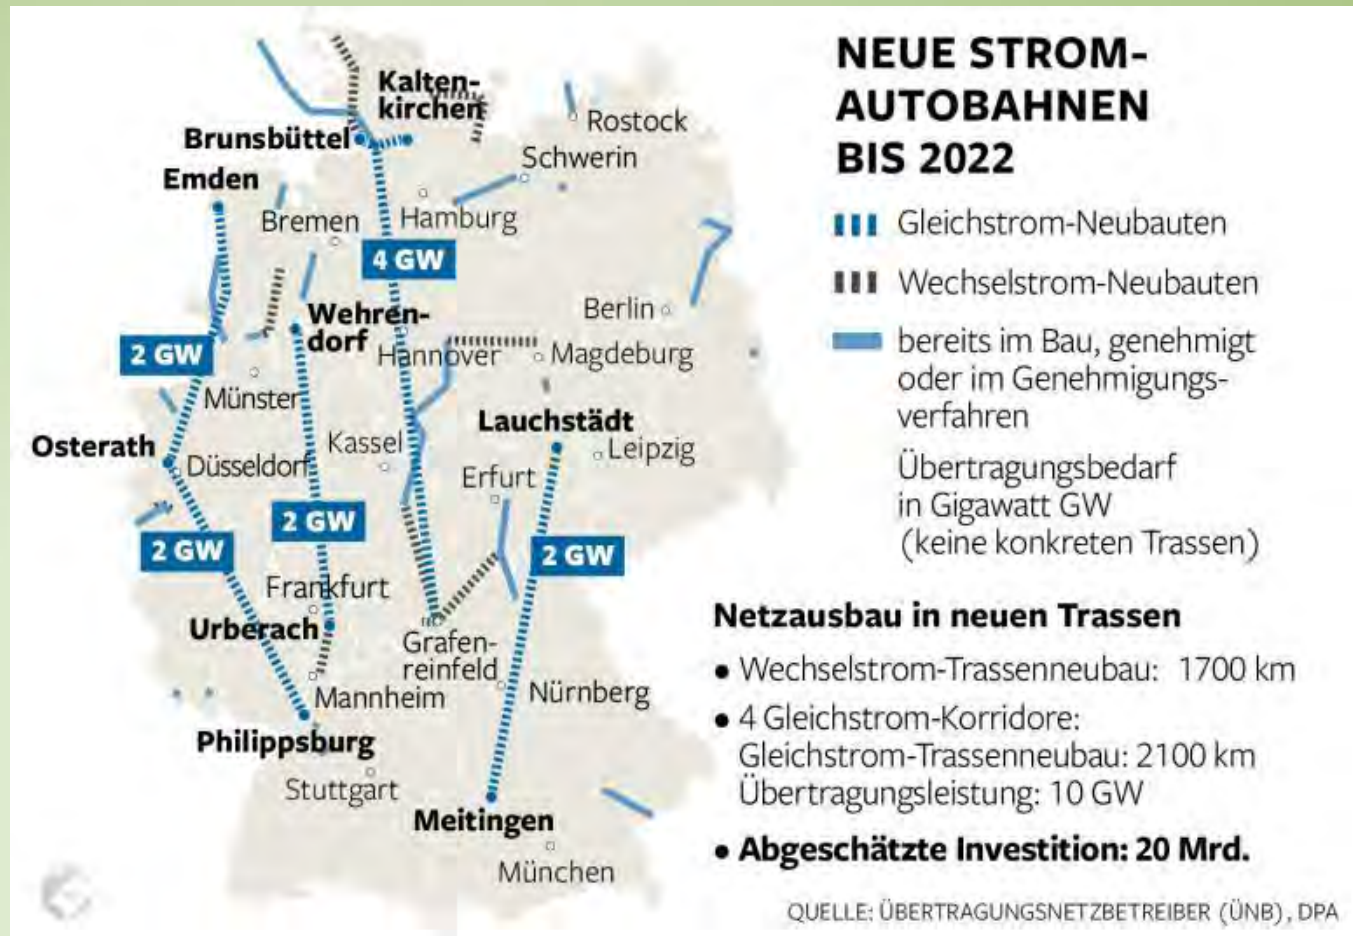 NEUE STROM-
AUTOBAHNEN
BIS 2022
Gleichstrom-Neubauten
Wechselstrom-Neubauten
bereits im Bau, genehmigt
oder im Genehmigungs-
verfahren
Übertragungsbedarf
in Gigawatt GW
(keine konkreten Trassen)
Netzausbau in neuen Trassen
• Wechselstrom-Trassenneubau: 1700 km
• 4 Gleichstrom-Korridore:
Gleichstrom-Trassenneubau: 2100 km
Übertragungsleistung: 10 GW
• Abgeschätzte Investition: 20 Mrd.
QUELLE: ÜBERTRAGUNGSNETZBETREIBER (ÜNB), DPA
Kalten-
kirchen
Brunsbüttel
Rostock
Schwerin
Emden
Bremen
Hamburg
4 GW
Wehren-
dorf
Berlin
2 GW
Hannover
Magdeburg
Münster
Lauchstädt
Osterath
Kassel
Leipzig
Düsseldorf
Erfurt
2 GW
2 GW
2 GW
Frankfurt
Urberach
Grafen-
reinfeld
Mannheim
Nürnberg
Philippsburg
Stuttgart
Meitingen
München